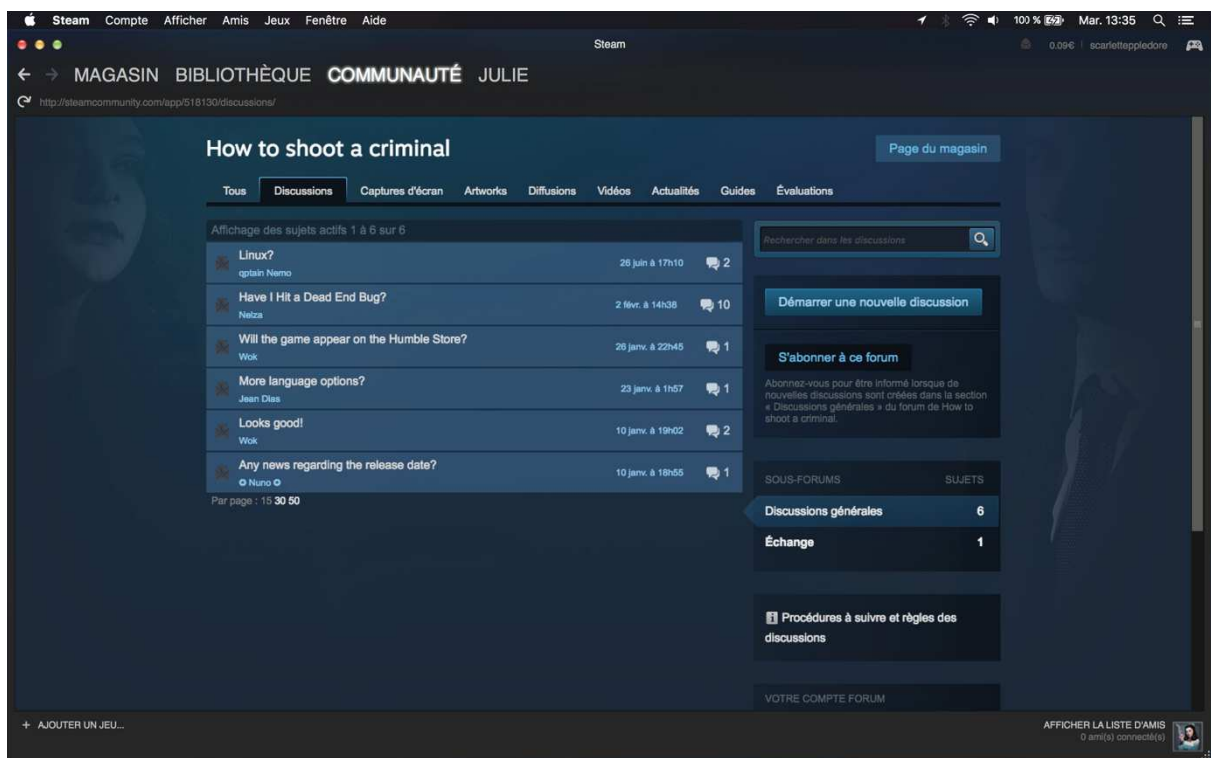 Steam Compte Afficher Amis Jeux Fenêtre Aide 100 % Mar. 13:35
Steam
0.09€ scarletteppledore
MAGASIN BIBLIOTHÈQUE COMMUNAUTÉ JULIE
http://steamcommunity.com/app/518130/discussions/
How to shoot a criminal
Page du magasin
Tous Discussions Captures d'écran Artworks Diffusions Vidéos Actualités Guides Évaluations
Affichage des sujets actifs 1 à 6 sur 6
Linux?
qptain Nemo
26 juin à 17h10 2
Have I Hit a Dead End Bug?
Nelza
2 févr. à 14h38 10
Will the game appear on the Humble Store?
Wok
26 janv. à 22h45 1
More language options?
Jean Dias
23 janv. à 1h57 1
Looks good!
Wok
10 janv. à 19h02 2
Any news regarding the release date?
✪ Nuno ✪
10 janv. à 18h55 1
Par page : 15 30 50
Rechercher dans les discussions
Démarrer une nouvelle discussion
S'abonner à ce forum
Abonnez-vous pour être informé lorsque de
nouvelles discussions sont créées dans la section
« Discussions générales » du forum de How to
shoot a criminal.
SOUS-FORUMS SUJETS
Discussions générales 6
Échange 1
Procédures à suivre et règles des
discussions
VOTRE COMPTE FORUM
+ AJOUTER UN JEU...
AFFICHER LA LISTE D'AMIS
0 ami(s) connecté(s)